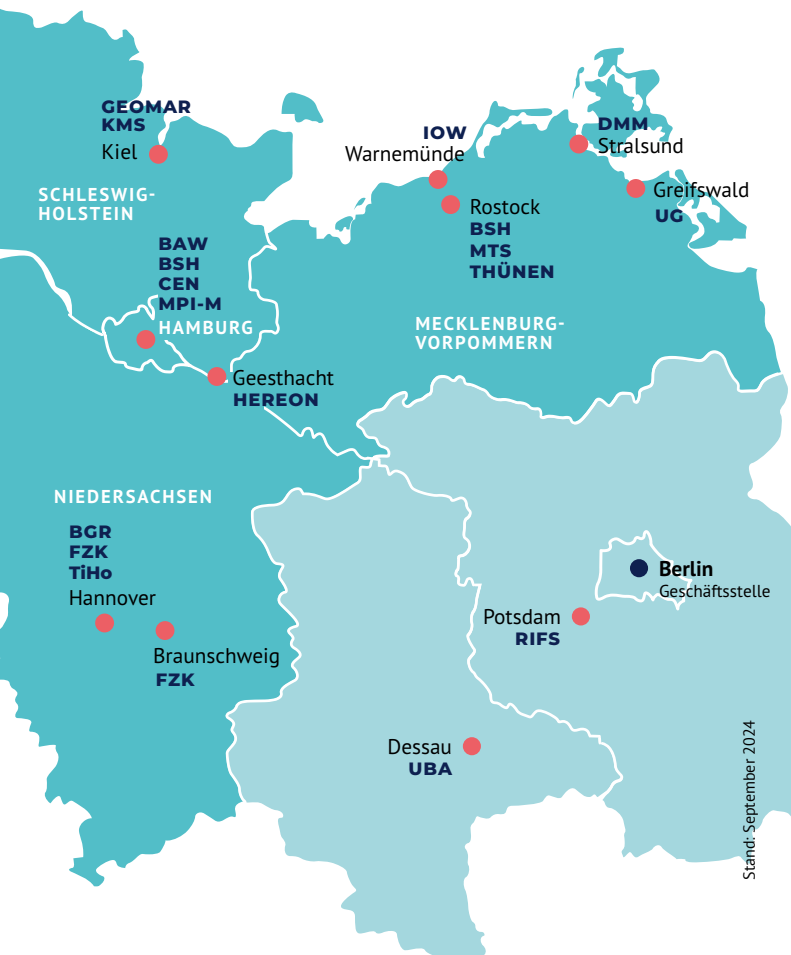 GEOMAR
KMS
Kiel
SCHLESWIG-
HOLSTEIN
BAW
BSH
CEN
MPI-M
HAMBURG
Geesthacht
HEREON
IOW
Warnemünde
Rostock
BSH
MTS
THÜNEN
DMM
Stralsund
Greifswald
UG
MECKLENBURG-
VORPOMMERN
NIEDERSACHSEN
BGR
FZK
TiHo
Hannover
Braunschweig
FZK
Berlin
Geschäftsstelle
Potsdam
RIFS
Dessau
UBA
Stand: September 2024